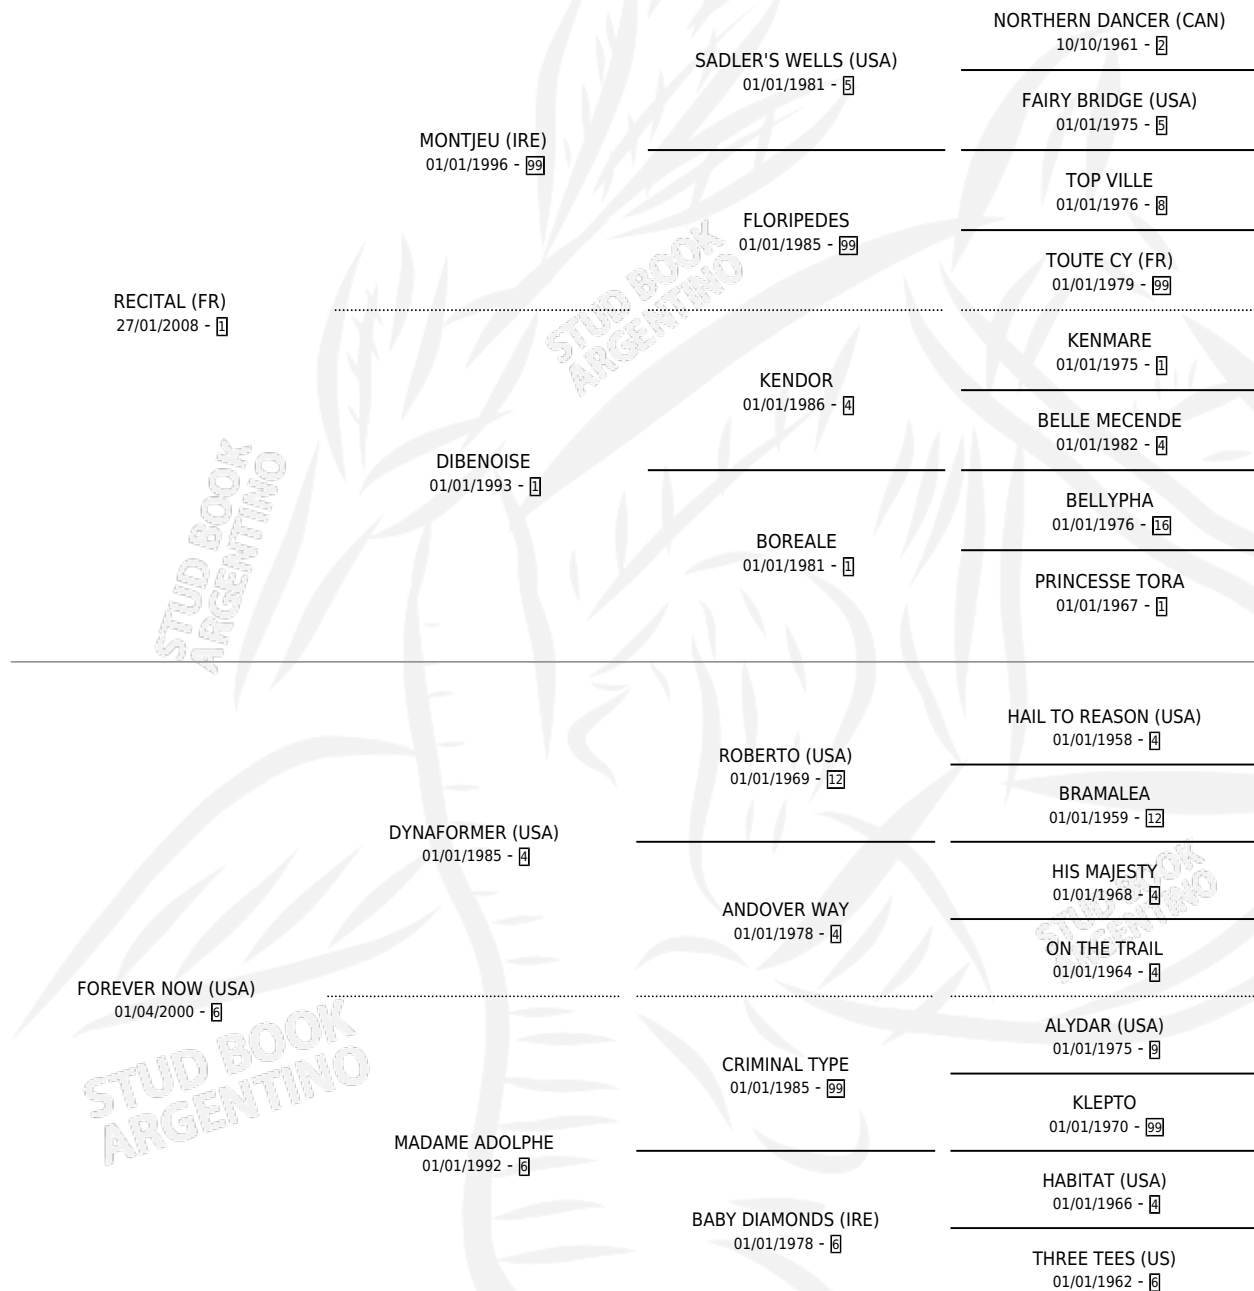 NORTHERN DANCER (CAN)
10/10/1961 - 2
SADLER'S WELLS (USA)
01/01/1981 - 5
FAIRY BRIDGE (USA)
01/01/1975 - 5
MONTJEU (IRE)
01/01/1996 - 99
TOP VILLE
01/01/1976 - 8
FLORIPEDES
01/01/1985 - 99
TOUTE CY (FR)
01/01/1979 - 99
RECITAL (FR)
27/01/2008 - 1
KENMARE
01/01/1975 - 1
KENDOR
01/01/1986 - 4
BELLE MECENDE
01/01/1982 - 4
DIBENOISE
01/01/1993 - 1
BELLYPHA
01/01/1976 - 16
BOREALE
01/01/1981 - 1
PRINCESSE TORA
01/01/1967 - 1
HAIL TO REASON (USA)
01/01/1958 - 4
ROBERTO (USA)
01/01/1969 - 12
BRAMALEA
01/01/1959 - 12
DYNAFORMER (USA)
01/01/1985 - 4
HIS MAJESTY
01/01/1968 - 4
ANDOVER WAY
01/01/1978 - 4
ON THE TRAIL
01/01/1964 - 4
FOREVER NOW (USA)
01/04/2000 - 6
ALYDAR (USA)
01/01/1975 - 9
CRIMINAL TYPE
01/01/1985 - 99
KLEPTO
01/01/1970 - 99
MADAME ADOLPHE
01/01/1992 - 6
HABITAT (USA)
01/01/1966 - 4
BABY DIAMONDS (IRE)
01/01/1978 - 6
THREE TEES (US)
01/01/1962 - 6
STUD BOOK
ARGENTINO
STUD BOOK
ARGENTINO
STUD BOOK
ARGENTINO
STUD BOOK
ARGENTINO